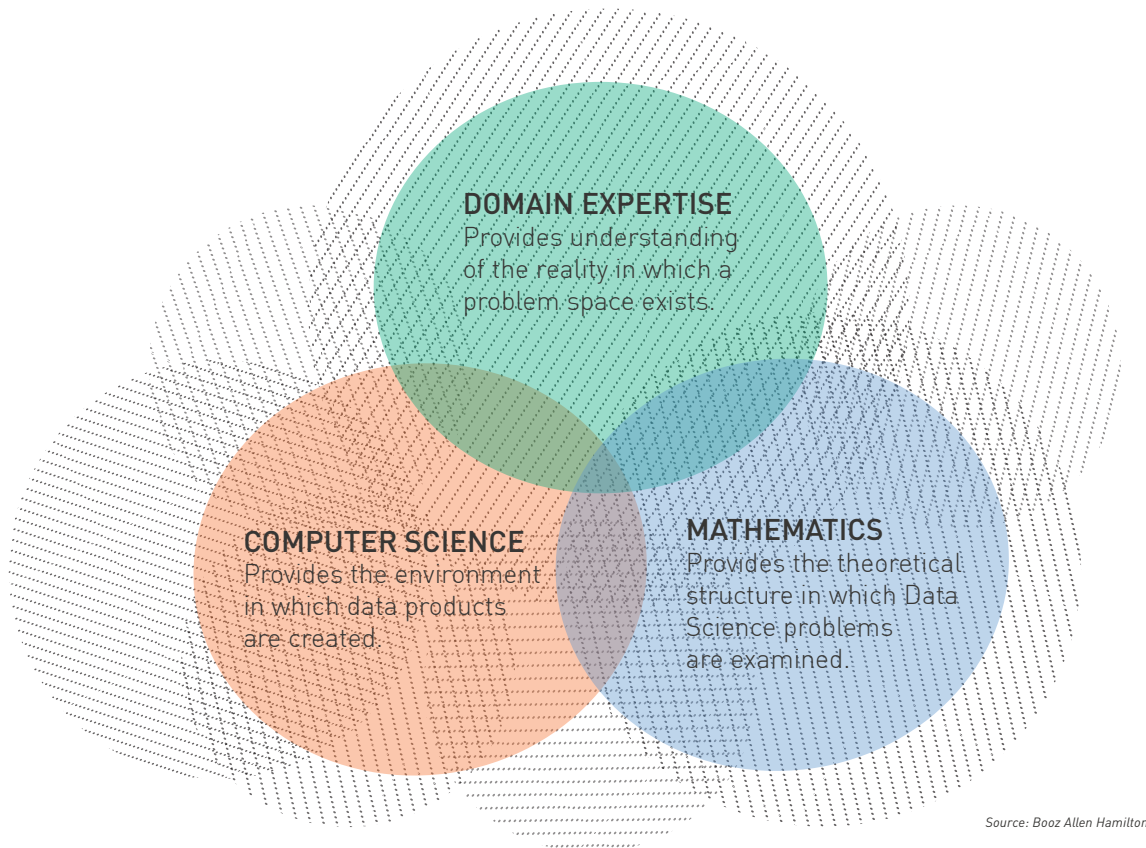 DOMAIN EXPERTISE
Provides understanding
of the reality in which a
problem space exists.
COMPUTER SCIENCE
Provides the environment
in which data products
are created.
MATHEMATICS
Provides the theoretical
structure in which Data
Science problems
are examined.
Source: Booz Allen Hamilton